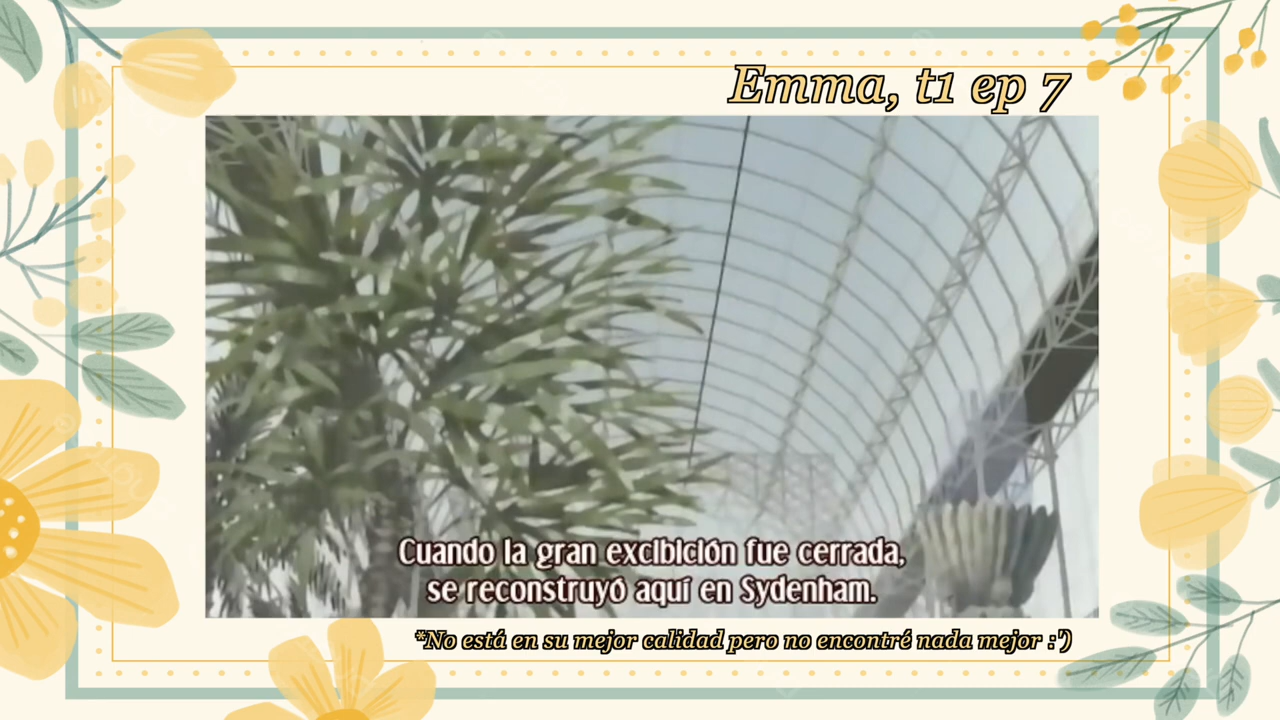 Emma, t1 ep 7
Cuando la gran excibición fue cerrada,
se reconstruyó aquí en Sydenham.
*No está en su mejor calidad pero no encontré nada mejor :')